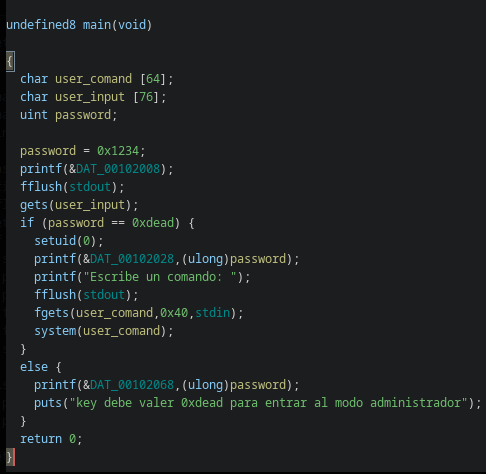 undefined8 main(void)
{
char user_comand [64];
char user_input [76];
uint password;
password = 0x1234;
printf(&DAT_00102008);
fflush(stdout);
gets(user_input);
if (password == 0xdead) {
setuid(0);
printf(&DAT_00102028,(ulong)password);
printf("Escribe un comando: ");
fflush(stdout);
fgets(user_comand,0x40,stdin);
system(user_comand);
}
else {
printf(&DAT_00102068,(ulong)password);
puts("key debe valer 0xdead para entrar al modo administrador");
}
return 0;
}